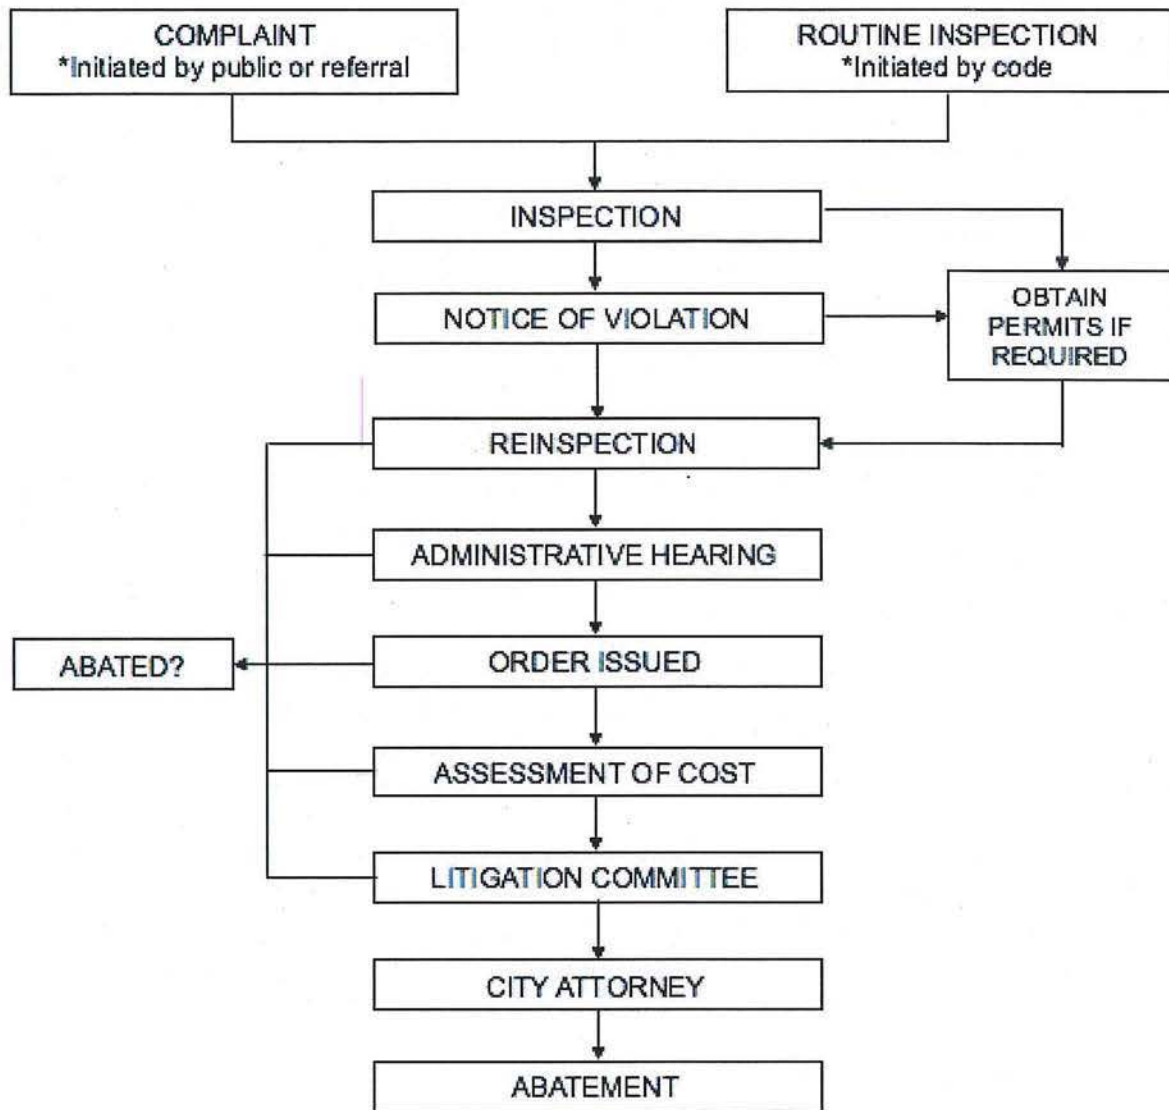 COMPLAINT
*Initiated by public or referral
ROUTINE INSPECTION
*Initiated by code
INSPECTION
NOTICE OF VIOLATION
OBTAIN
PERMITS IF
REQUIRED
REINSPECTION
ADMINISTRATIVE HEARING
ABATED?
ORDER ISSUED
ASSESSMENT OF COST
LITIGATION COMMITTEE
CITY ATTORNEY
ABATEMENT